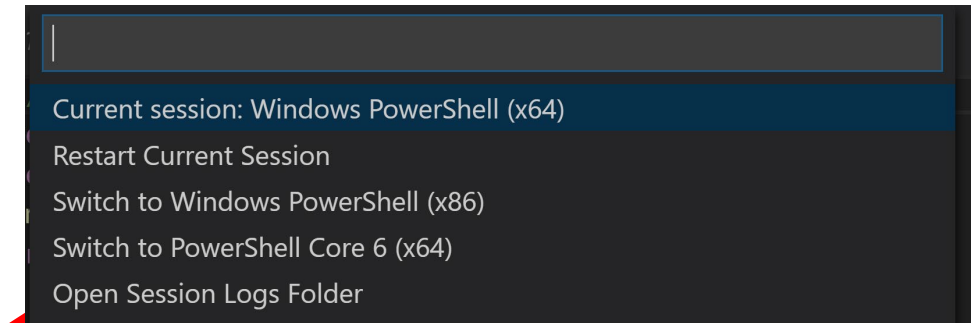 Current session: Windows PowerShell (x64)
Restart Current Session
Switch to Windows PowerShell (x86)
Switch to PowerShell Core 6 (x64)
Open Session Logs Folder